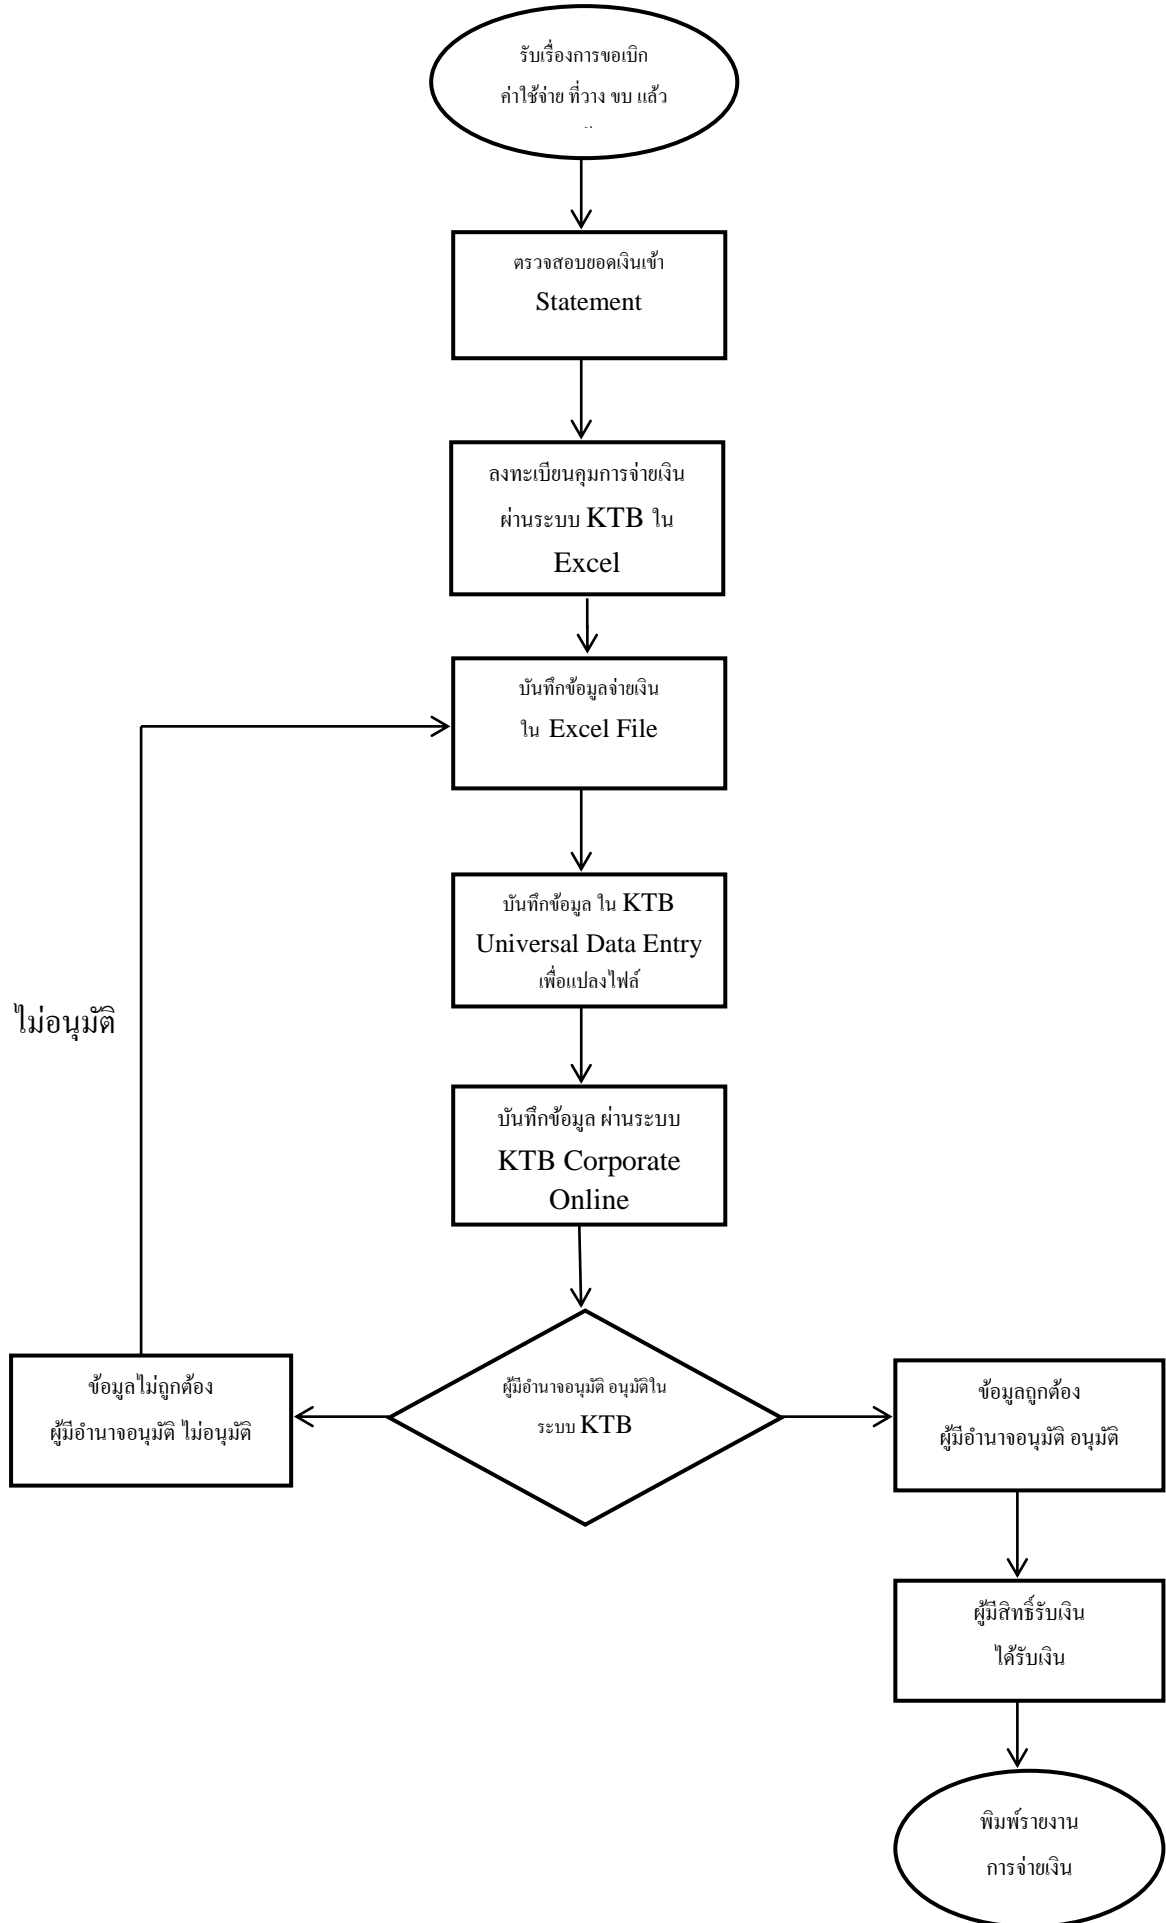 รับเรื่องการขอเบิก
ค่าใช้จ่าย ที่วาง ขบ แล้ว
ตรวจสอบยอดเงินเข้า
Statement
ลงทะเบียนคุมการจ่ายเงิน
ผ่านระบบ KTB ใน
Excel
บันทึกข้อมูลจ่ายเงิน
ใน Excel File
บันทึกข้อมูล ใน KTB
Universal Data Entry
เพื่อแปลงไฟล์
ไม่อนุมัติ
บันทึกข้อมูล ผ่านระบบ
KTB Corporate
Online
ผู้มีอำนาจอนุมัติ อนุมัติใน
ระบบ KTB
ข้อมูลไม่ถูกต้อง
ผู้มีอำนาจอนุมัติ ไม่อนุมัติ
ข้อมูลถูกต้อง
ผู้มีอำนาจอนุมัติ อนุมัติ
ผู้มีสิทธิ์รับเงิน
ได้รับเงิน
พิมพ์รายงาน
การจ่ายเงิน